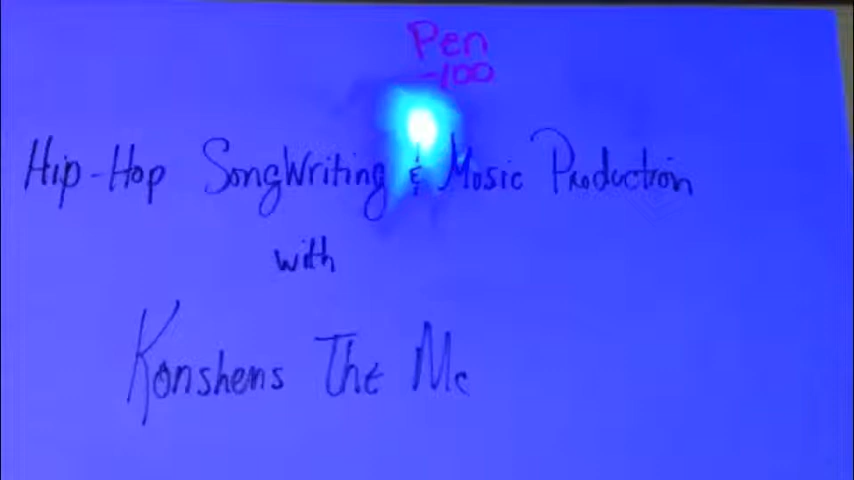 Pen
-100
Hip-Hop SongWriting & Music Production
with
Konshens The Mc